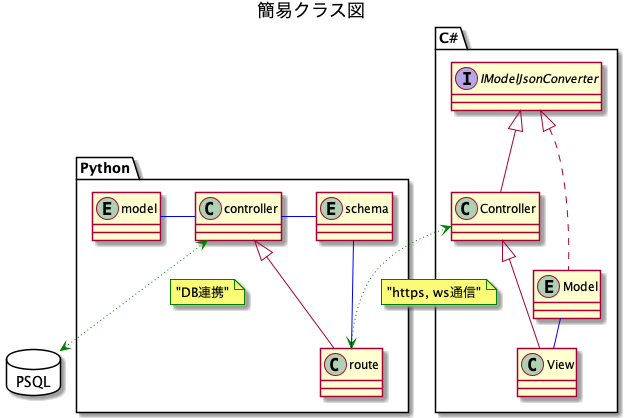 簡易クラス図
C#
I IModelJsonConverter
Python
E model
C controller
E schema
C Controller
"DB連携"
"https, ws通信"
E Model
PSQL
C route
C View